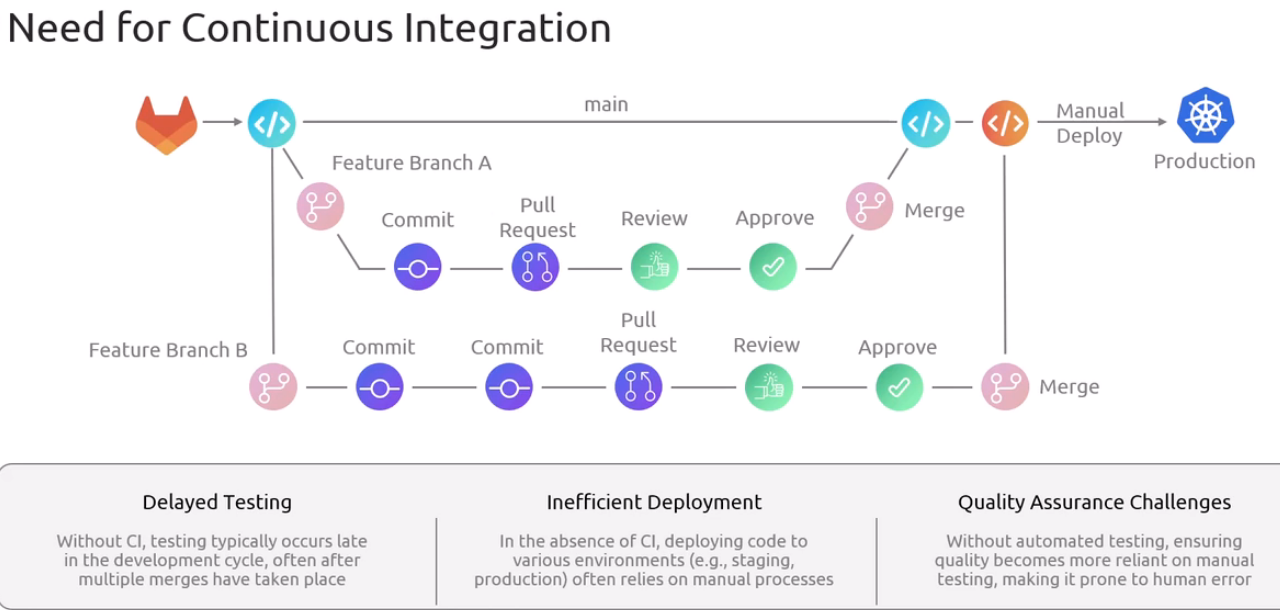 Need for Continuous Integration
main
Manual
Deploy
Production
Feature Branch A
Commit
Pull
Request
Review
Approve
Merge
Feature Branch B
Commit
Commit
Pull
Request
Review
Approve
Merge
Delayed Testing
Without CI, testing typically occurs late
in the development cycle, often after
multiple merges have taken place
Inefficient Deployment
In the absence of CI, deploying code to
various environments (e.g., staging,
production) often relies on manual processes
Quality Assurance Challenges
Without automated testing, ensuring
quality becomes more reliant on manual
testing, making it prone to human error